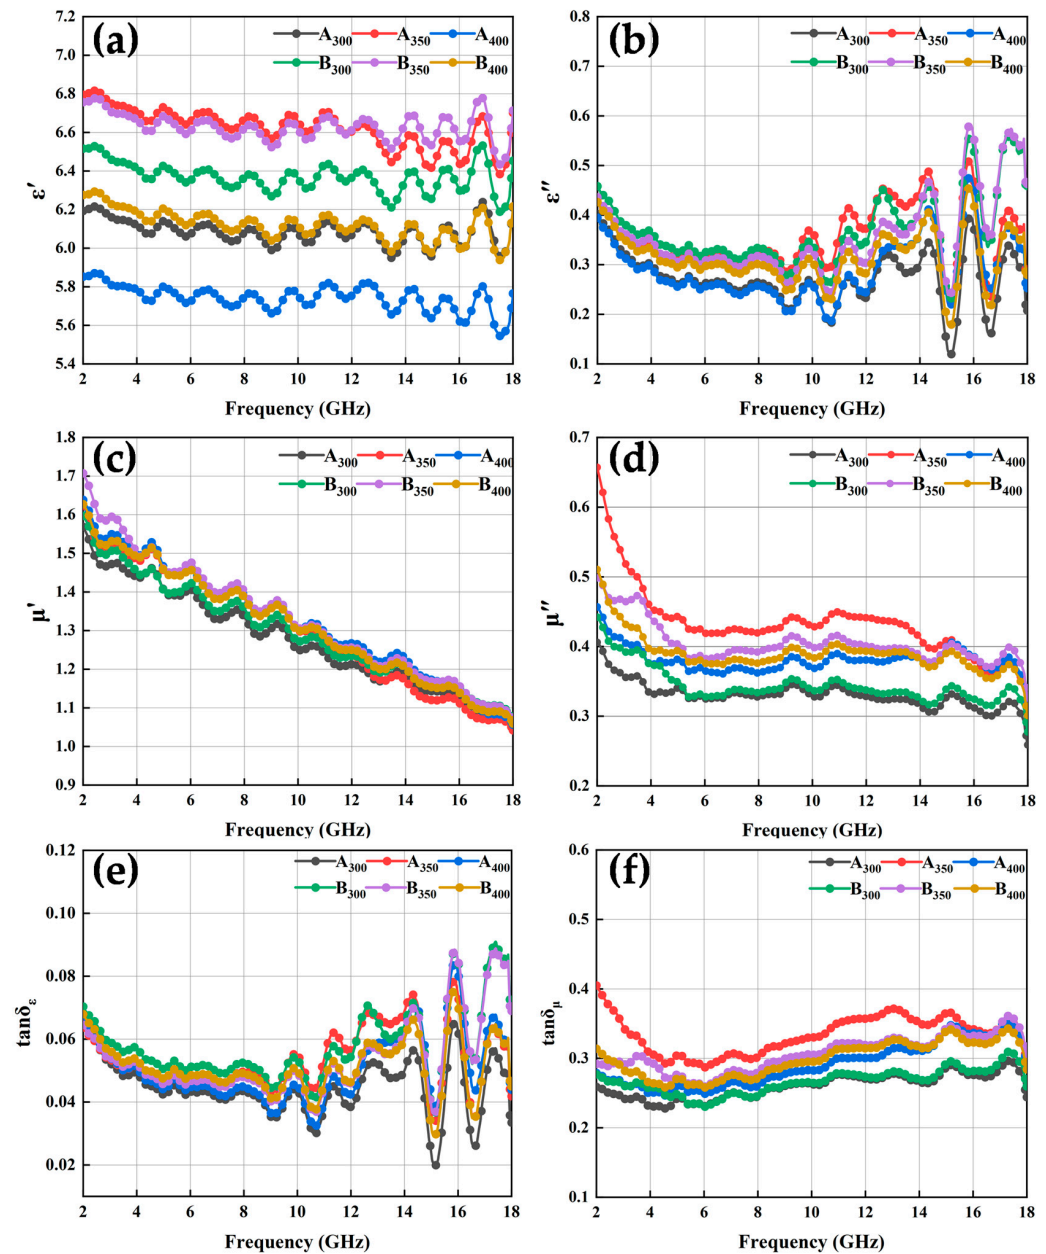 (a)
A300 A350 A400
B300 B350 B400
ε′
7.2
6.8
6.6
6.4
6.2
6.0
5.8
5.6
5.4
2 4 6 8 10 12 14 16 18
Frequency (GHz)
(b)
A300 A350 A400
B300 B350 B400
ε′′
0.8
0.6
0.5
0.4
0.3
0.2
0.1
2 4 6 8 10 12 14 16 18
Frequency (GHz)
(c)
A300 A350 A400
B300 B350 B400
μ'
1.8
1.7
1.6
1.5
1.4
1.3
1.2
1.1
1.0
0.9
2 4 6 8 10 12 14 16 18
Frequency (GHz)
(d)
A300 A350 A400
B300 B350 B400
μ′′
0.7
0.6
0.5
0.4
0.3
0.2
2 4 6 8 10 12 14 16 18
Frequency (GHz)
(e)
A300 A350 A400
B300 B350 B400
tanδε
0.12
0.10
0.08
0.06
0.04
0.02
2 4 6 8 10 12 14 16 18
Frequency (GHz)
(f)
A300 A350 A400
B300 B350 B400
tanδμ
0.6
0.5
0.4
0.3
0.2
0.1
2 4 6 8 10 12 14 16 18
Frequency (GHz)